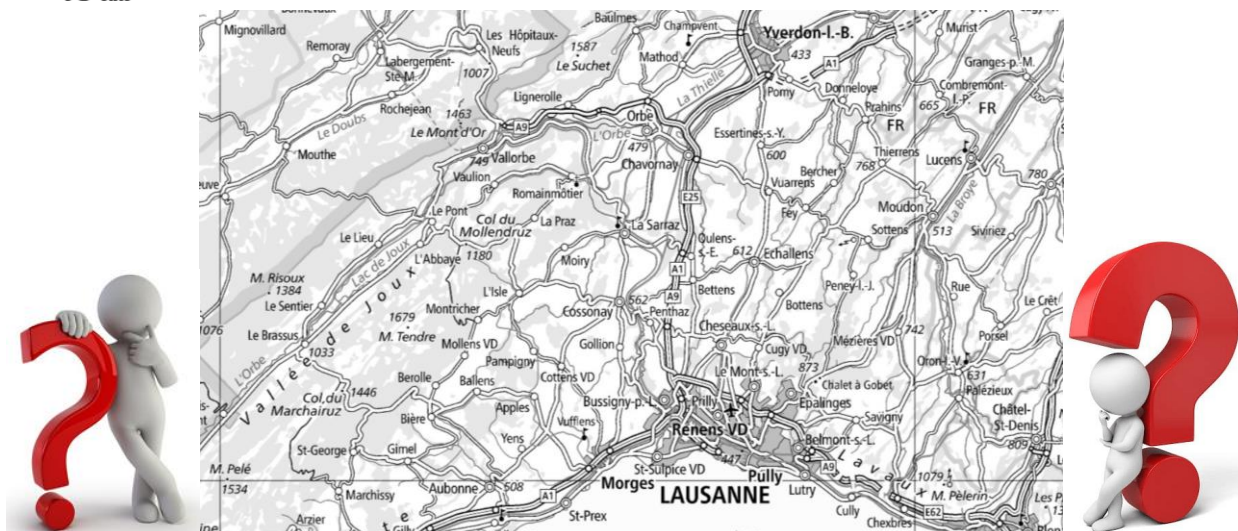 Mignovillard
Remoray
Labergement-
Ste-M.
Les Hôpitaux-
Neufs
1007
Baulmes
1587
Le Suchet
Champvent
Mathod
Yverdon-l.-B.
433
A1
Murist
Granges-p.-M.
Combremont-
665
FR
Rochejean
Le Doubs
Mouthe
1463
Le Mont d'Or
A9
Lignerolle
Orbe
L'Orbe
479
La Thielle
Pomy
Donneloye
Prahins
FR
Essertines-s.-Y.
600
Thierrens
768
Lucens
780
749
Vallorbe
Vaulion
Romainmôtier
Chavornay
E25
Vuarrens
Bercher
Fey
Moudon
513
La Broye
Siviriez
Sottens
Le Pont
Col du
Mollendruz
1180
La Praz
La Sarraz
Le Lieu
Lac de Joux
L'Abbaye
Moiry
Oulens-
s.-E.
612
Echallens
M. Risoux
1384
Le Sentier
Vallée de Joux
Montricher
L'Isle
A1
A9
Bettens
Bottens
Peney-l.-J.
Rue
Le Crêt
1076
Le Brassus
1033
L'Orbe
1679
M. Tendre
Mollens VD
Cossonay
562
Penthaz
Cheseaux-s.-L.
742
Porsel
Pampigny
Gollion
Cugy VD
Mézières VD
Oron-l.-V.
631
Palézieux
Col du
Marchairuz
1446
Berolle
Ballens
Cottens VD
Le Mont-s.-L.
873
Chalet à Gobet
Bière
Apples
Vufflens
Bussigny-p.-L.
Prilly
Epalinges
Savigny
Châtel-
St-Denis
809
St-George
Gimel
Yens
Renens VD
Belmont-s.-L.
447
St-Sulpice VD
Pully
A9
Lavaux
1079
M. Pèlerin
M. Pelé
1534
Marchissy
Aubonne
508
A1
Morges
LAUSANNE
Lutry
Cully
Chexbres
E62
Arzier
St-Prex